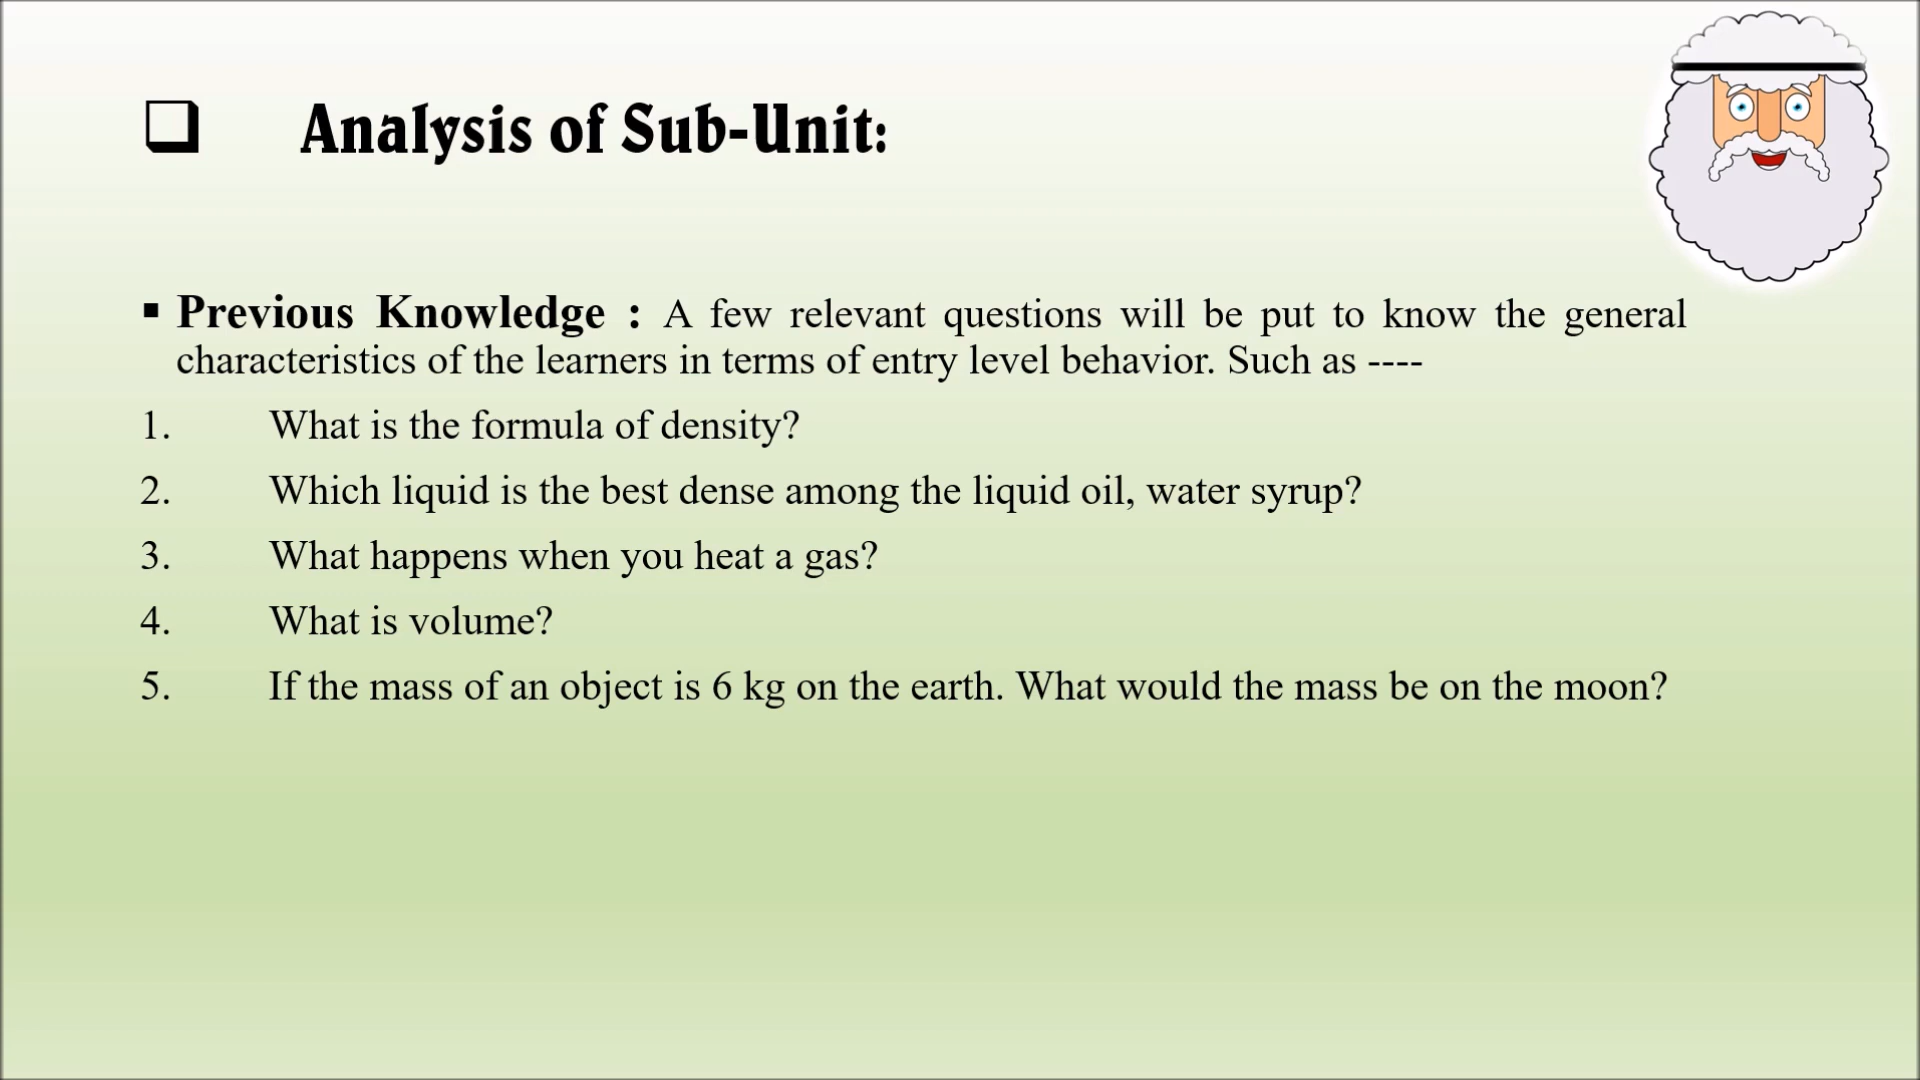 ❑ Analysis of Sub-Unit:
▪ Previous Knowledge : A few relevant questions will be put to know the general
characteristics of the learners in terms of entry level behavior. Such as ----
1. What is the formula of density?
2. Which liquid is the best dense among the liquid oil, water syrup?
3. What happens when you heat a gas?
4. What is volume?
5. If the mass of an object is 6 kg on the earth. What would the mass be on the moon?